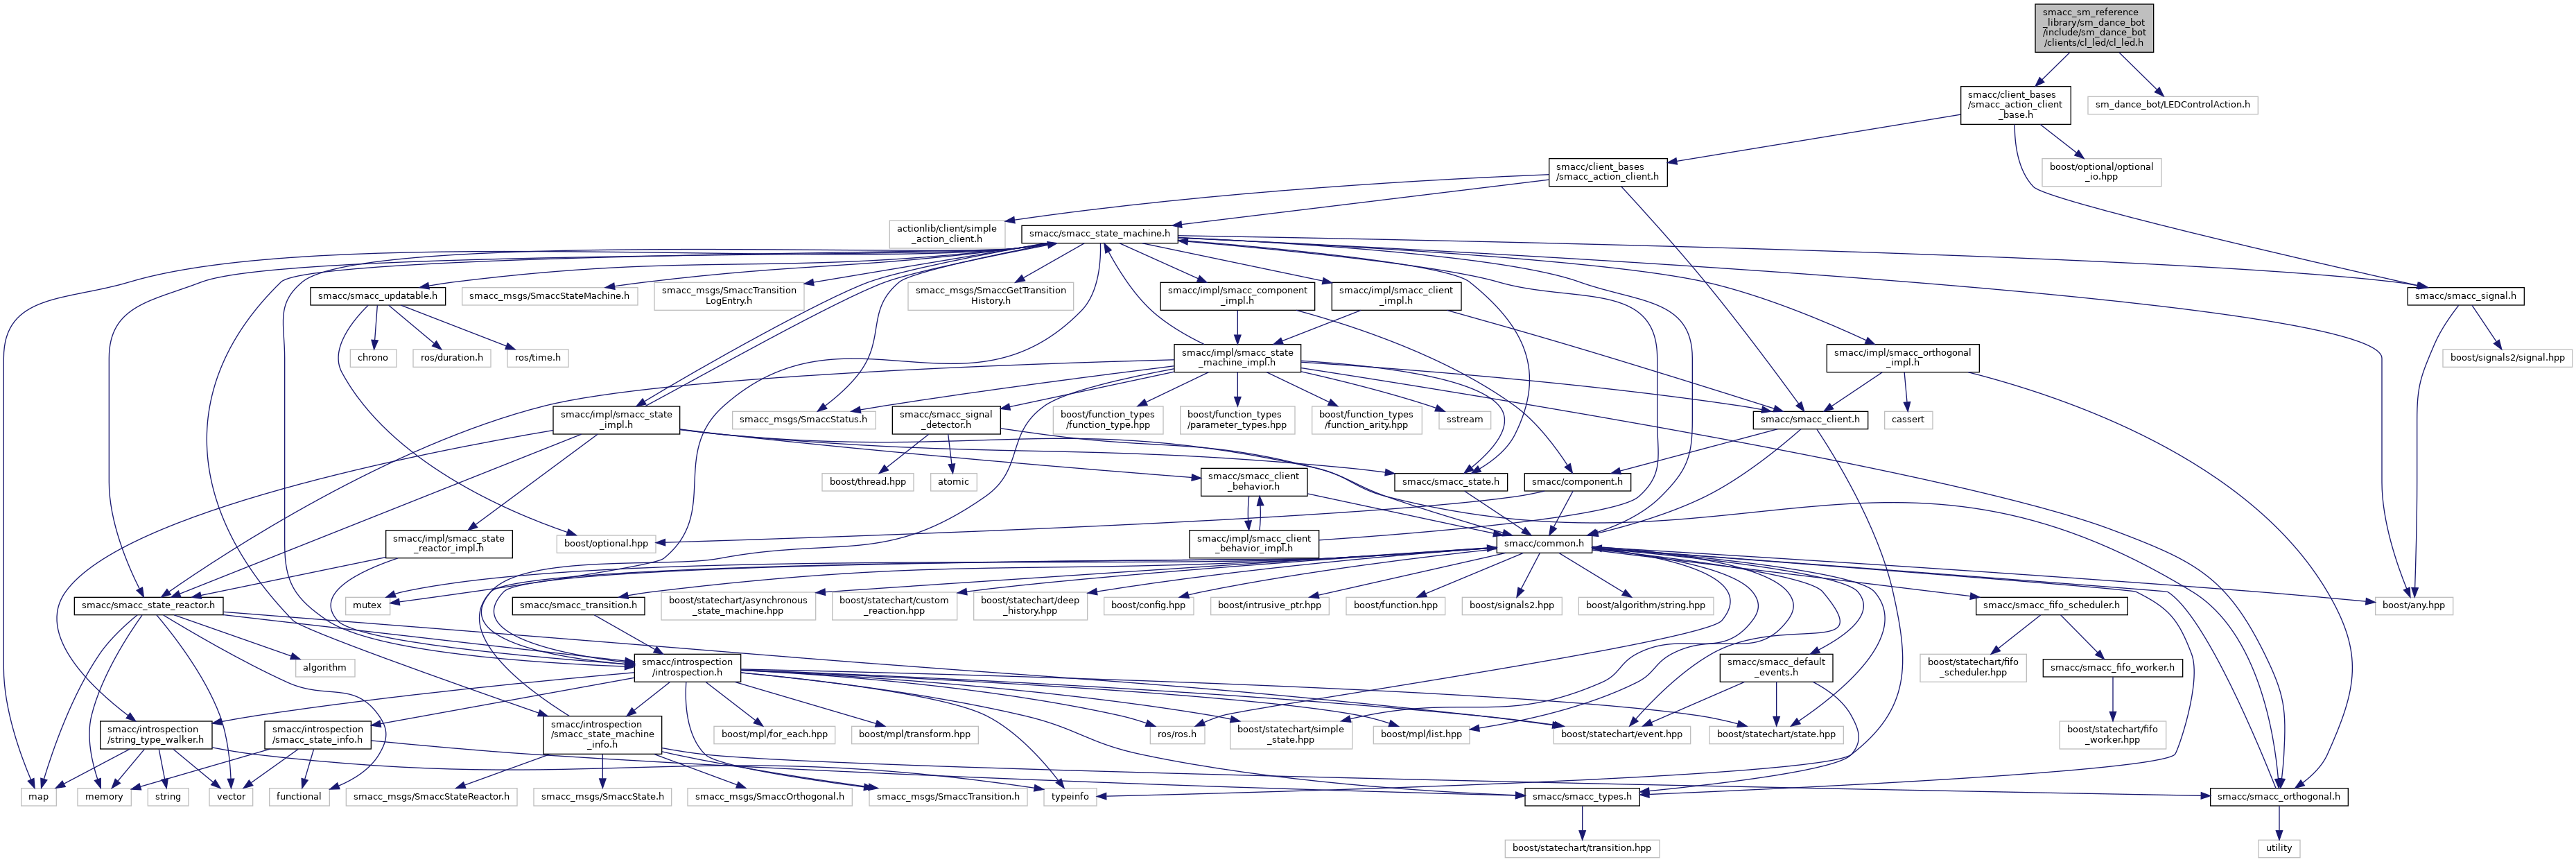 smacc_sm_reference
_library/sm_dance_bot
/include/sm_dance_bot
/clients/cl_led/cl_led.h
smacc/client_bases
/smacc_action_client
_base.h
sm_dance_bot/LEDControlAction.h
smacc/client_bases
/smacc_action_client.h
boost/optional/optional
_io.hpp
actionlib/client/simple
_action_client.h
smacc/smacc_state_machine.h
smacc/smacc_updatable.h
smacc_msgs/SmaccStateMachine.h
smacc_msgs/SmaccTransition
LogEntry.h
smacc_msgs/SmaccGetTransition
History.h
smacc/impl/smacc_component
_impl.h
smacc/impl/smacc_client
_impl.h
smacc/smacc_signal.h
chrono
ros/duration.h
ros/time.h
smacc/impl/smacc_state
_machine_impl.h
smacc/impl/smacc_orthogonal
_impl.h
boost/signals2/signal.hpp
smacc/impl/smacc_state
_impl.h
smacc_msgs/SmaccStatus.h
smacc/smacc_signal
_detector.h
boost/function_types
/function_type.hpp
boost/function_types
/parameter_types.hpp
boost/function_types
/function_arity.hpp
sstream
smacc/smacc_client.h
cassert
boost/thread.hpp
atomic
smacc/smacc_client
_behavior.h
smacc/smacc_state.h
smacc/component.h
smacc/impl/smacc_state
_reactor_impl.h
boost/optional.hpp
smacc/impl/smacc_client
_behavior_impl.h
smacc/common.h
smacc/smacc_state_reactor.h
mutex
smacc/smacc_transition.h
boost/statechart/asynchronous
_state_machine.hpp
boost/statechart/custom
_reaction.hpp
boost/statechart/deep
_history.hpp
boost/config.hpp
boost/intrusive_ptr.hpp
boost/function.hpp
boost/signals2.hpp
boost/algorithm/string.hpp
smacc/smacc_fifo_scheduler.h
boost/any.hpp
algorithm
smacc/introspection
/introspection.h
smacc/smacc_default
_events.h
boost/statechart/fifo
_scheduler.hpp
smacc/smacc_fifo_worker.h
smacc/introspection
/string_type_walker.h
smacc/introspection
/smacc_state_info.h
smacc/introspection
/smacc_state_machine
_info.h
boost/mpl/for_each.hpp
boost/mpl/transform.hpp
ros/ros.h
boost/statechart/simple
_state.hpp
boost/mpl/list.hpp
boost/statechart/event.hpp
boost/statechart/state.hpp
boost/statechart/fifo
_worker.hpp
map
memory
string
vector
functional
smacc_msgs/SmaccStateReactor.h
smacc_msgs/SmaccState.h
smacc_msgs/SmaccOrthogonal.h
smacc_msgs/SmaccTransition.h
typeinfo
smacc/smacc_types.h
smacc/smacc_orthogonal.h
boost/statechart/transition.hpp
utility